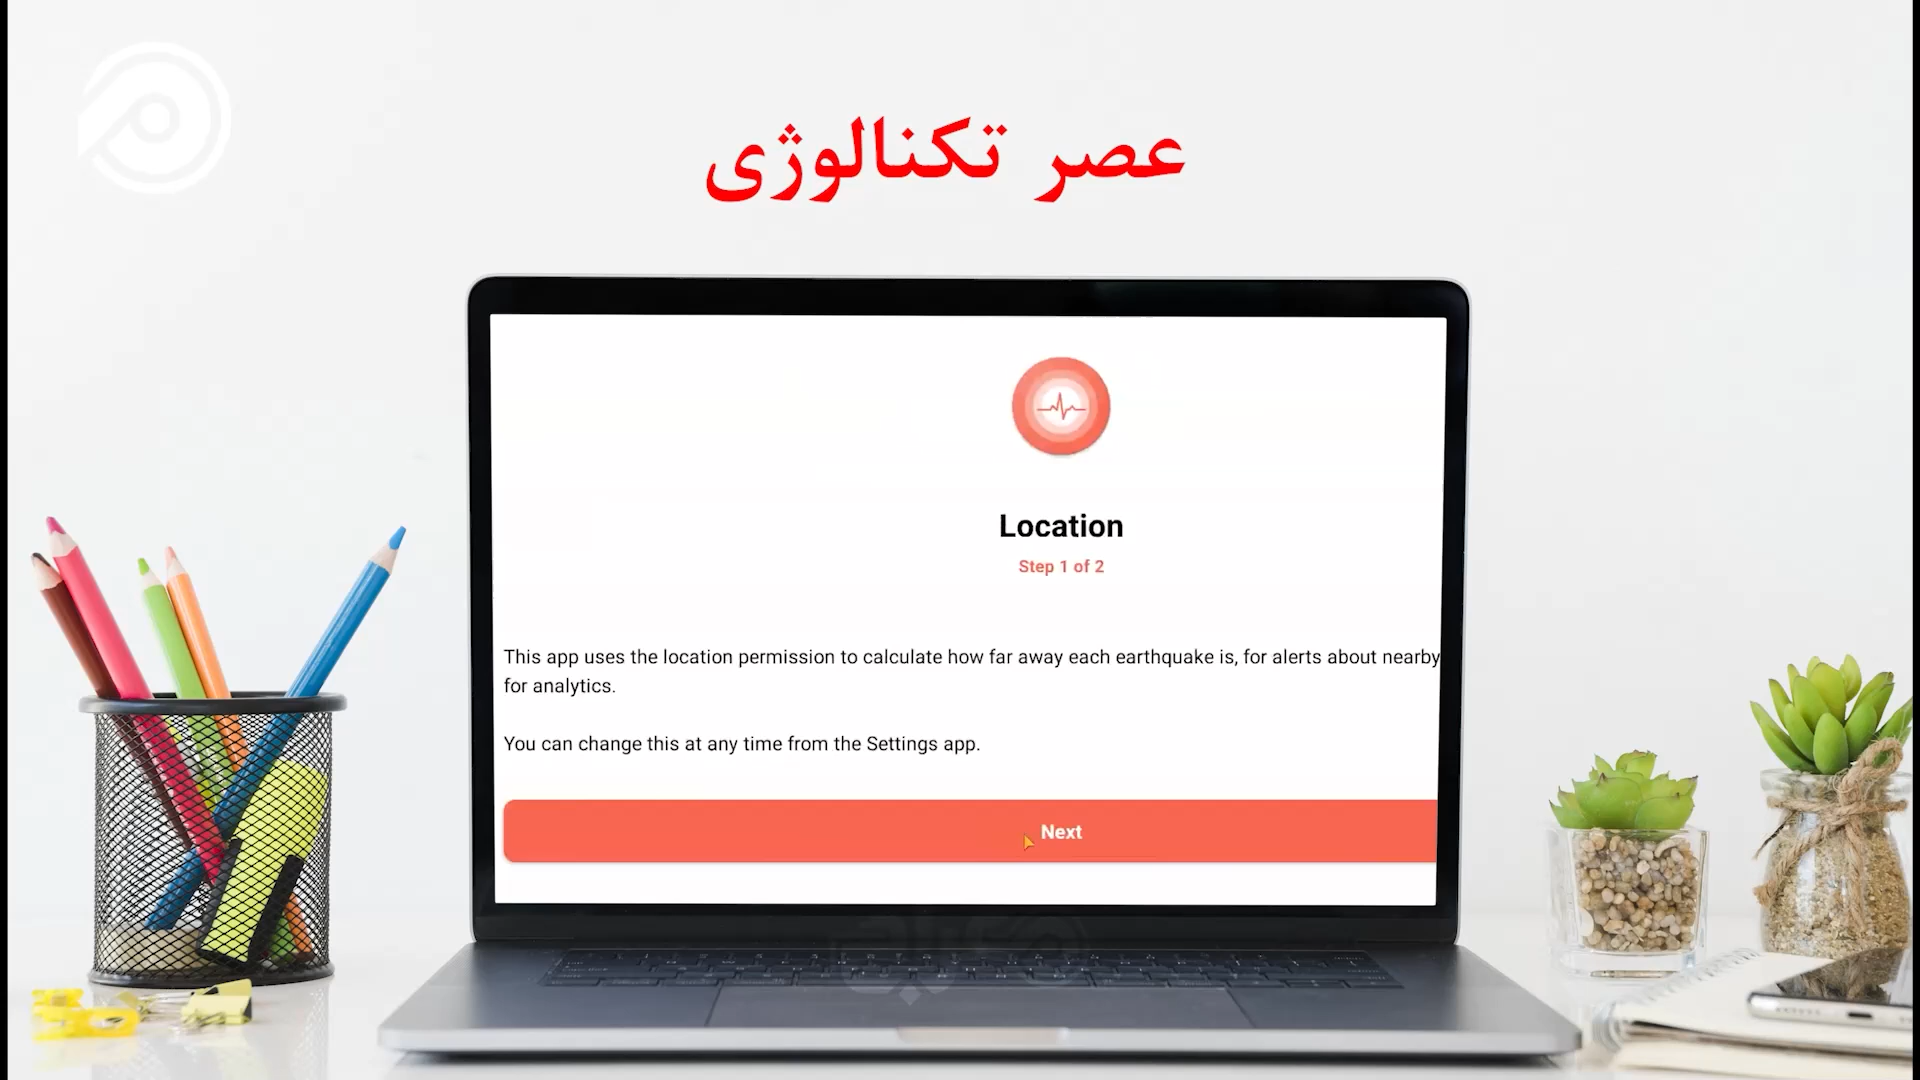 عصر تکنالوژی
Location
Step 1 of 2
This app uses the location permission to calculate how far away each earthquake is, for alerts about nearby
for analytics.
You can change this at any time from the Settings app.
Next